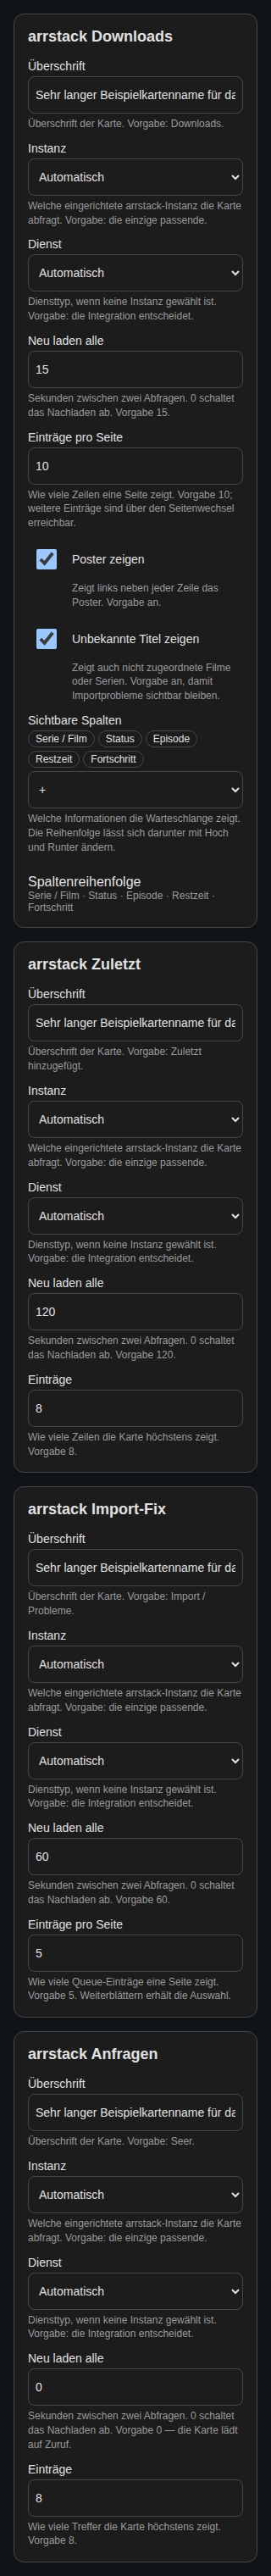 arrstack Downloads
Überschrift
Sehr langer Beispielkartenname für da
Überschrift der Karte. Vorgabe: Downloads.
Instanz
Automatisch
Welche eingerichtete arrstack-Instanz die Karte
abfragt. Vorgabe: die einzige passende.
Dienst
Automatisch
Diensttyp, wenn keine Instanz gewählt ist.
Vorgabe: die Integration entscheidet.
Neu laden alle
15
Sekunden zwischen zwei Abfragen. 0 schaltet
das Nachladen ab. Vorgabe 15.
Einträge pro Seite
10
Wie viele Zeilen eine Seite zeigt. Vorgabe 10;
weitere Einträge sind über den Seitenwechsel
erreichbar.
Poster zeigen
Zeigt links neben jeder Zeile das
Poster. Vorgabe an.
Unbekannte Titel zeigen
Zeigt auch nicht zugeordnete Filme
oder Serien. Vorgabe an, damit
Importprobleme sichtbar bleiben.
Sichtbare Spalten
Serie / Film Status Episode
Restzeit Fortschritt
+
Welche Informationen die Warteschlange zeigt.
Die Reihenfolge lässt sich darunter mit Hoch
und Runter ändern.
Spaltenreihenfolge
Serie / Film · Status · Episode · Restzeit ·
Fortschritt
arrstack Zuletzt
Überschrift
Sehr langer Beispielkartenname für da
Überschrift der Karte. Vorgabe: Zuletzt
hinzugefügt.
Instanz
Automatisch
Welche eingerichtete arrstack-Instanz die Karte
abfragt. Vorgabe: die einzige passende.
Dienst
Automatisch
Diensttyp, wenn keine Instanz gewählt ist.
Vorgabe: die Integration entscheidet.
Neu laden alle
120
Sekunden zwischen zwei Abfragen. 0 schaltet
das Nachladen ab. Vorgabe 120.
Einträge
8
Wie viele Zeilen die Karte höchstens zeigt.
Vorgabe 8.
arrstack Import-Fix
Überschrift
Sehr langer Beispielkartenname für da
Überschrift der Karte. Vorgabe: Import /
Probleme.
Instanz
Automatisch
Welche eingerichtete arrstack-Instanz die Karte
abfragt. Vorgabe: die einzige passende.
Dienst
Automatisch
Diensttyp, wenn keine Instanz gewählt ist.
Vorgabe: die Integration entscheidet.
Neu laden alle
60
Sekunden zwischen zwei Abfragen. 0 schaltet
das Nachladen ab. Vorgabe 60.
Einträge pro Seite
5
Wie viele Queue-Einträge eine Seite zeigt.
Vorgabe 5. Weiterblättern erhält die Auswahl.
arrstack Anfragen
Überschrift
Sehr langer Beispielkartenname für da
Überschrift der Karte. Vorgabe: Seer.
Instanz
Automatisch
Welche eingerichtete arrstack-Instanz die Karte
abfragt. Vorgabe: die einzige passende.
Dienst
Automatisch
Diensttyp, wenn keine Instanz gewählt ist.
Vorgabe: die Integration entscheidet.
Neu laden alle
0
Sekunden zwischen zwei Abfragen. 0 schaltet
das Nachladen ab. Vorgabe 0 — die Karte lädt
auf Zuruf.
Einträge
8
Wie viele Treffer die Karte höchstens zeigt.
Vorgabe 8.